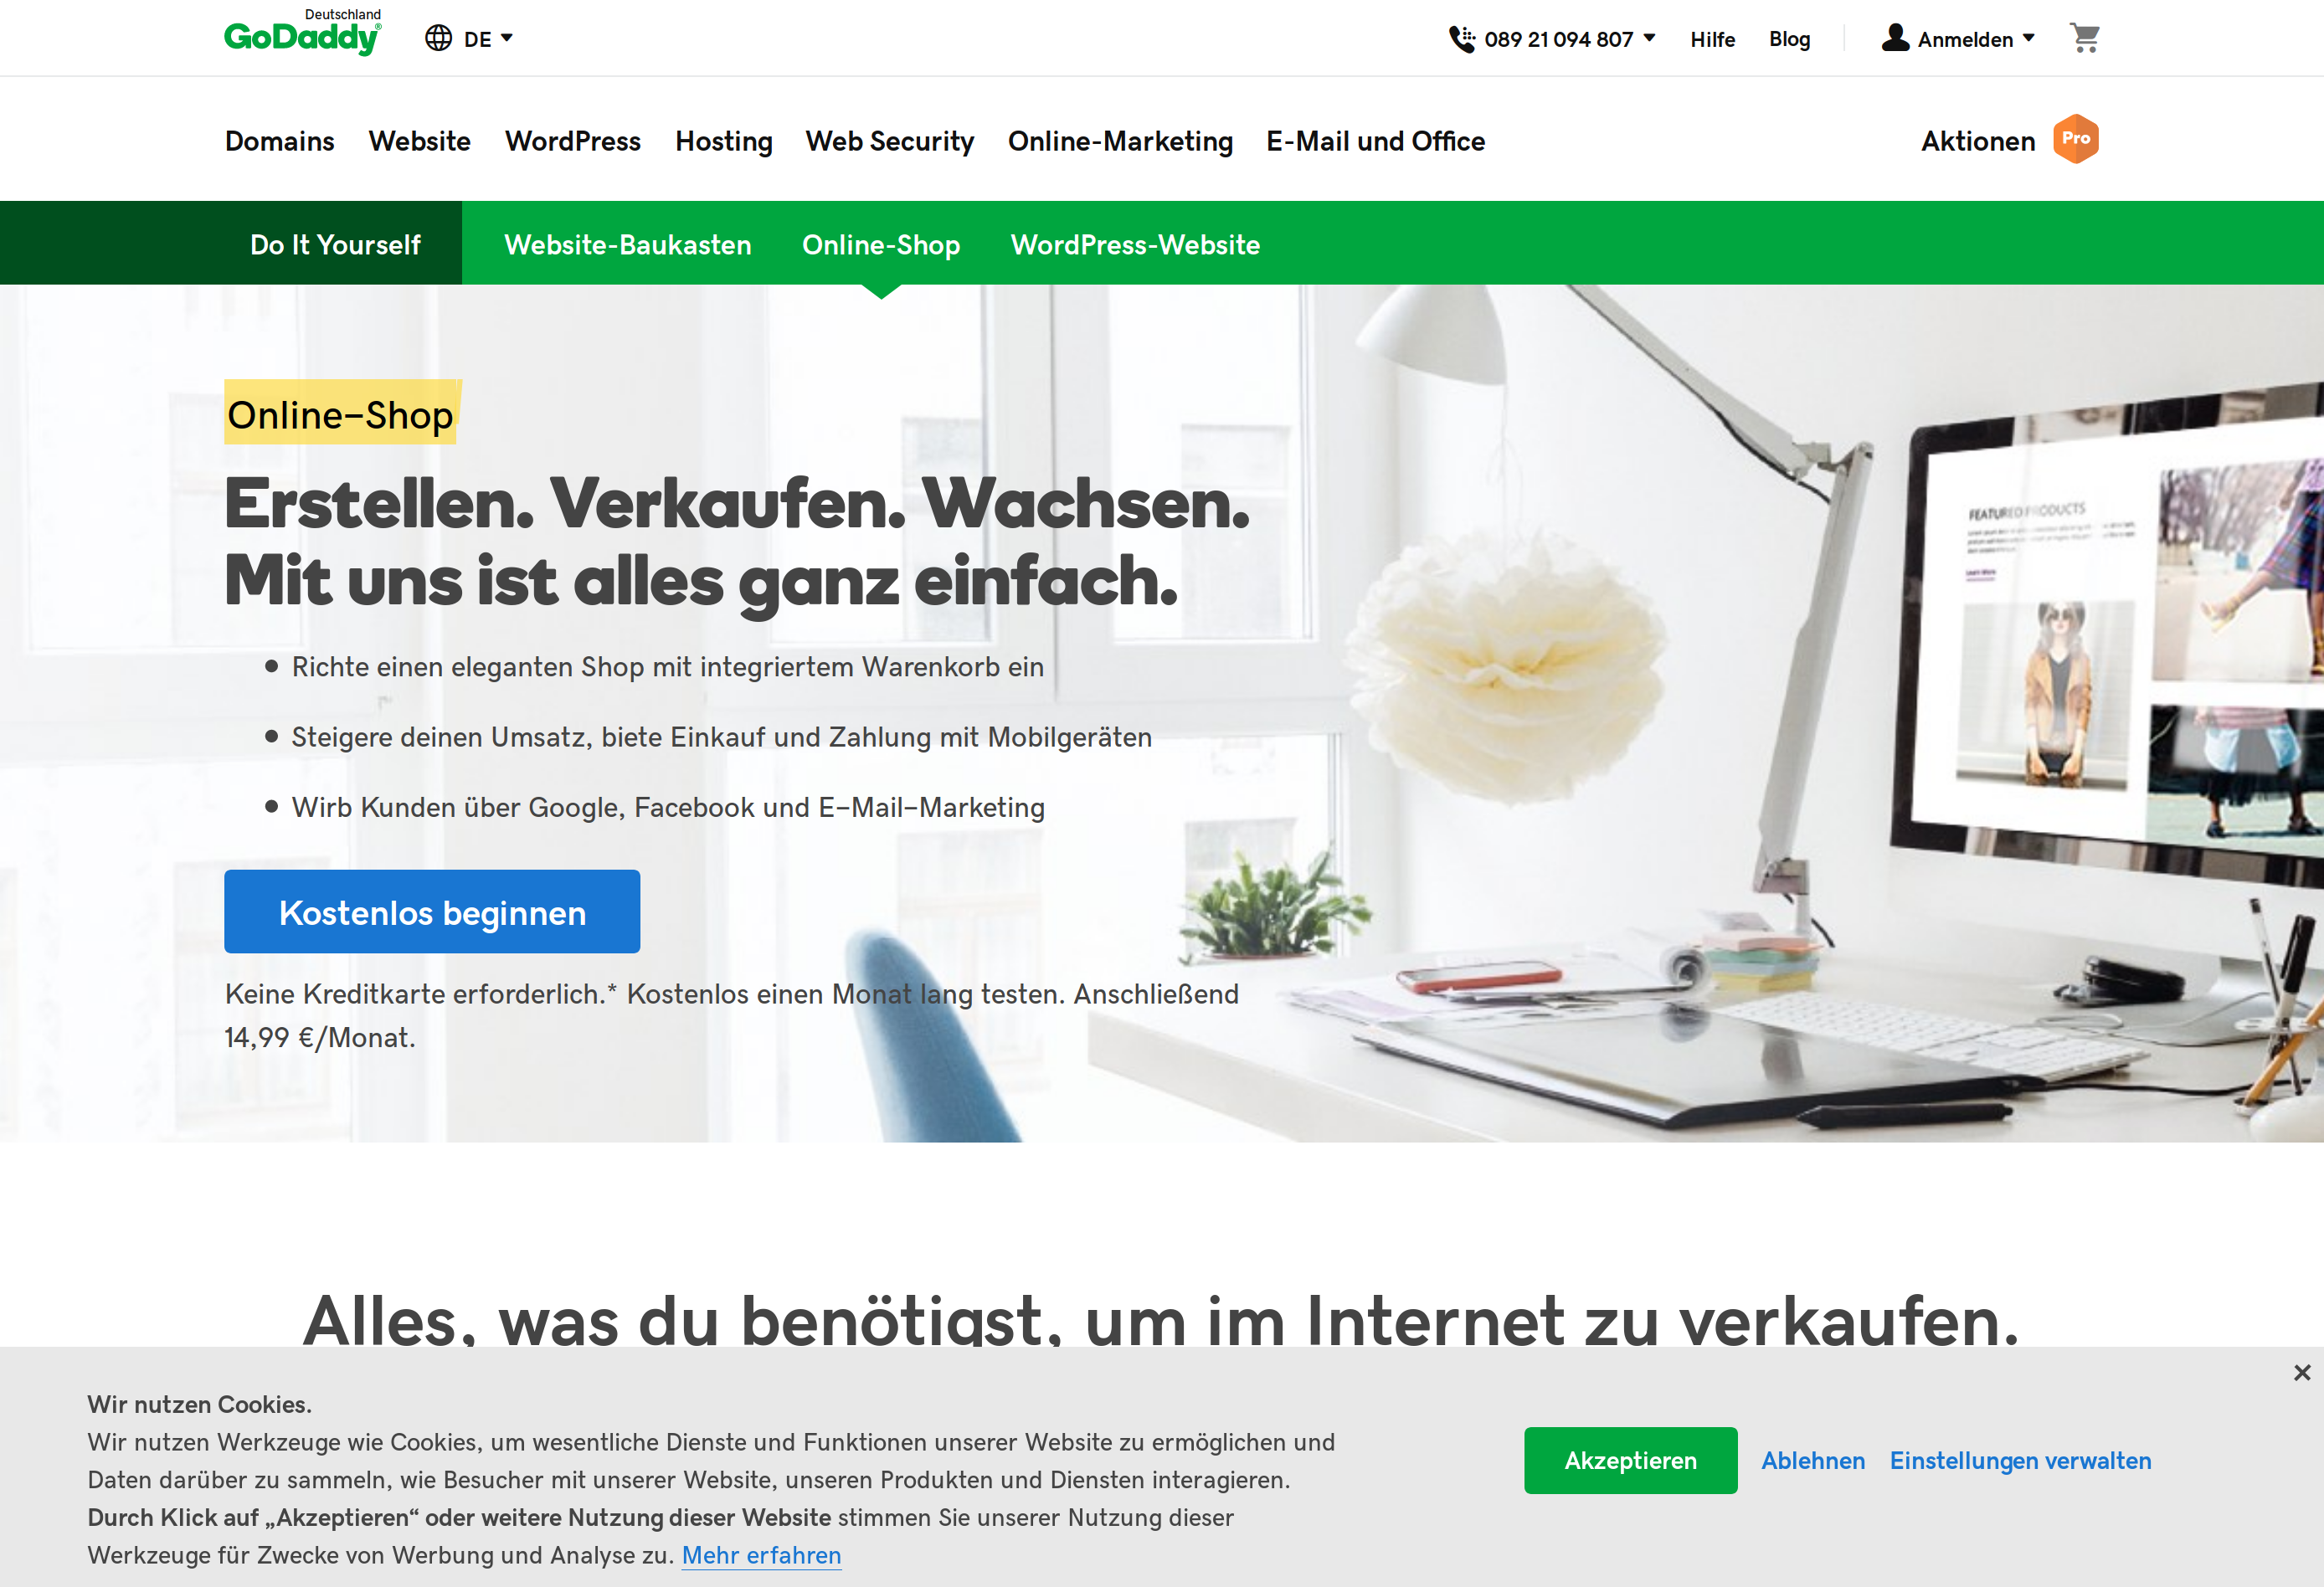 Deutschland
GoDaddy®
DE
089 21 094 807
Hilfe
Blog
Anmelden
Domains
Website
WordPress
Hosting
Web Security
Online-Marketing
E-Mail und Office
Aktionen
Pro
Do It Yourself
Website-Baukasten
Online-Shop
WordPress-Website
Online-Shop
Erstellen. Verkaufen. Wachsen.
Mit uns ist alles ganz einfach.
Richte einen eleganten Shop mit integriertem Warenkorb ein
Steigere deinen Umsatz, biete Einkauf und Zahlung mit Mobilgeräten
Wirb Kunden über Google, Facebook und E-Mail-Marketing
Kostenlos beginnen
Keine Kreditkarte erforderlich.* Kostenlos einen Monat lang testen. Anschließend
14,99 €/Monat.
FEATURED PRODUCTS
Learn More
Alles, was du benötigst, um im Internet zu verkaufen.
Wir nutzen Cookies.
Wir nutzen Werkzeuge wie Cookies, um wesentliche Dienste und Funktionen unserer Website zu ermöglichen und
Daten darüber zu sammeln, wie Besucher mit unserer Website, unseren Produkten und Diensten interagieren.
Durch Klick auf „Akzeptieren“ oder weitere Nutzung dieser Website stimmen Sie unserer Nutzung dieser
Werkzeuge für Zwecke von Werbung und Analyse zu. Mehr erfahren
Akzeptieren
Ablehnen
Einstellungen verwalten